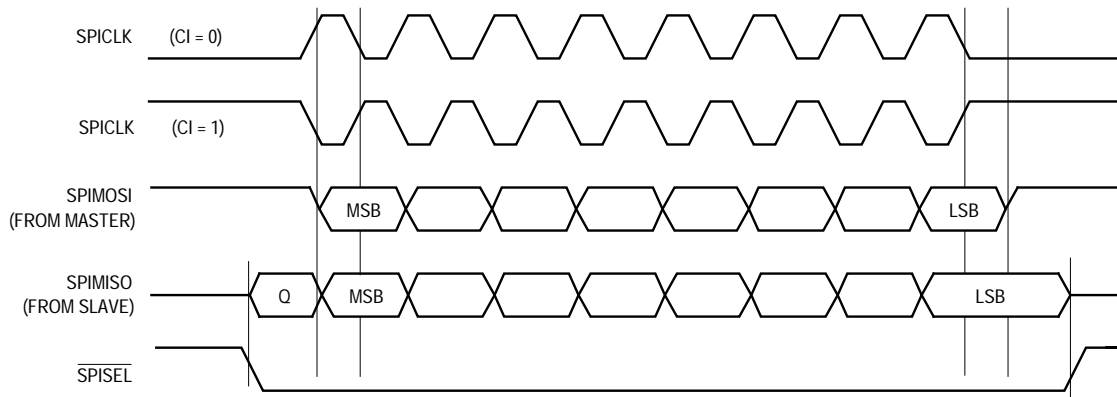 SPICLK (CI = 0)
SPICLK (CI = 1)
SPIMOSI
(FROM MASTER)
MSB LSB
SPIMISO
(FROM SLAVE)
Q MSB LSB
SPISEL